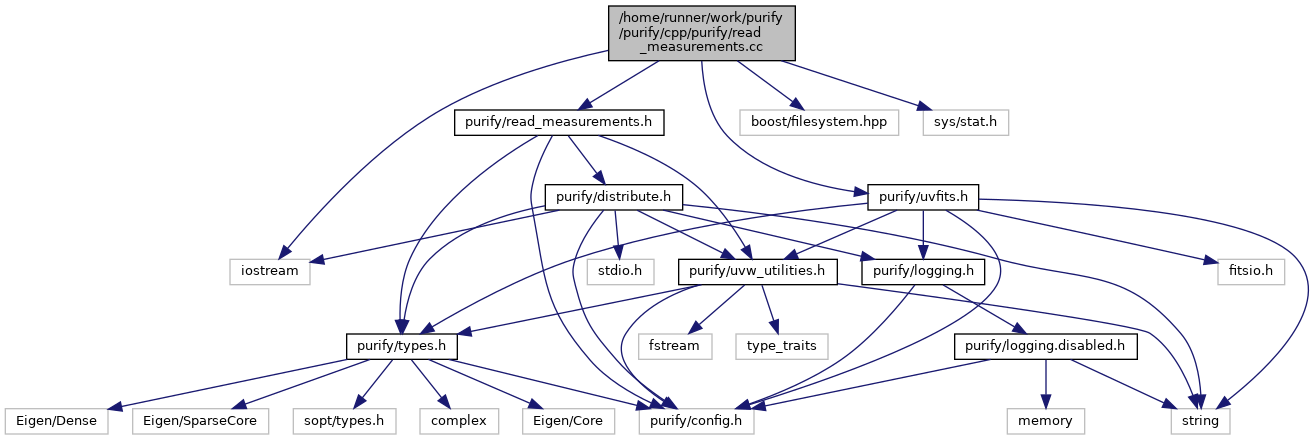 /home/runner/work/purify
/purify/cpp/purify/read
_measurements.cc
purify/read_measurements.h
boost/filesystem.hpp
sys/stat.h
purify/distribute.h
purify/uvfits.h
iostream
stdio.h
purify/uvw_utilities.h
purify/logging.h
fitsio.h
purify/types.h
fstream
type_traits
purify/logging.disabled.h
Eigen/Dense
Eigen/SparseCore
sopt/types.h
complex
Eigen/Core
purify/config.h
memory
string